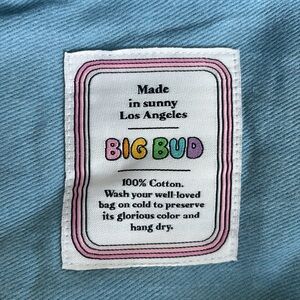 Made
in sunny
Los Angeles
BIG BUD
100% Cotton.
Wash your well-loved
bag on cold to preserve
its glorious color and
hang dry.